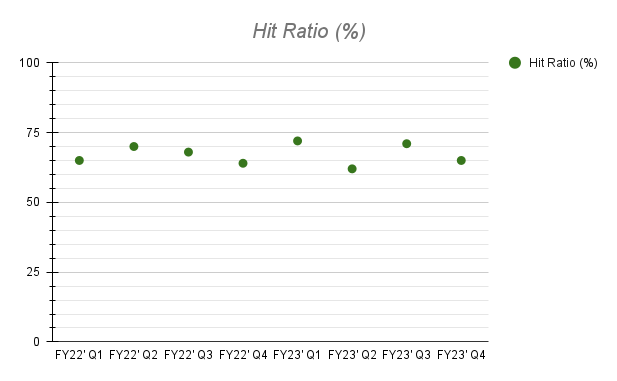 Hit Ratio (%)
100
75
50
25
0
Hit Ratio (%)
FY22' Q1 FY22' Q2 FY22' Q3 FY22' Q4 FY23' Q1 FY23' Q2 FY23' Q3 FY23' Q4